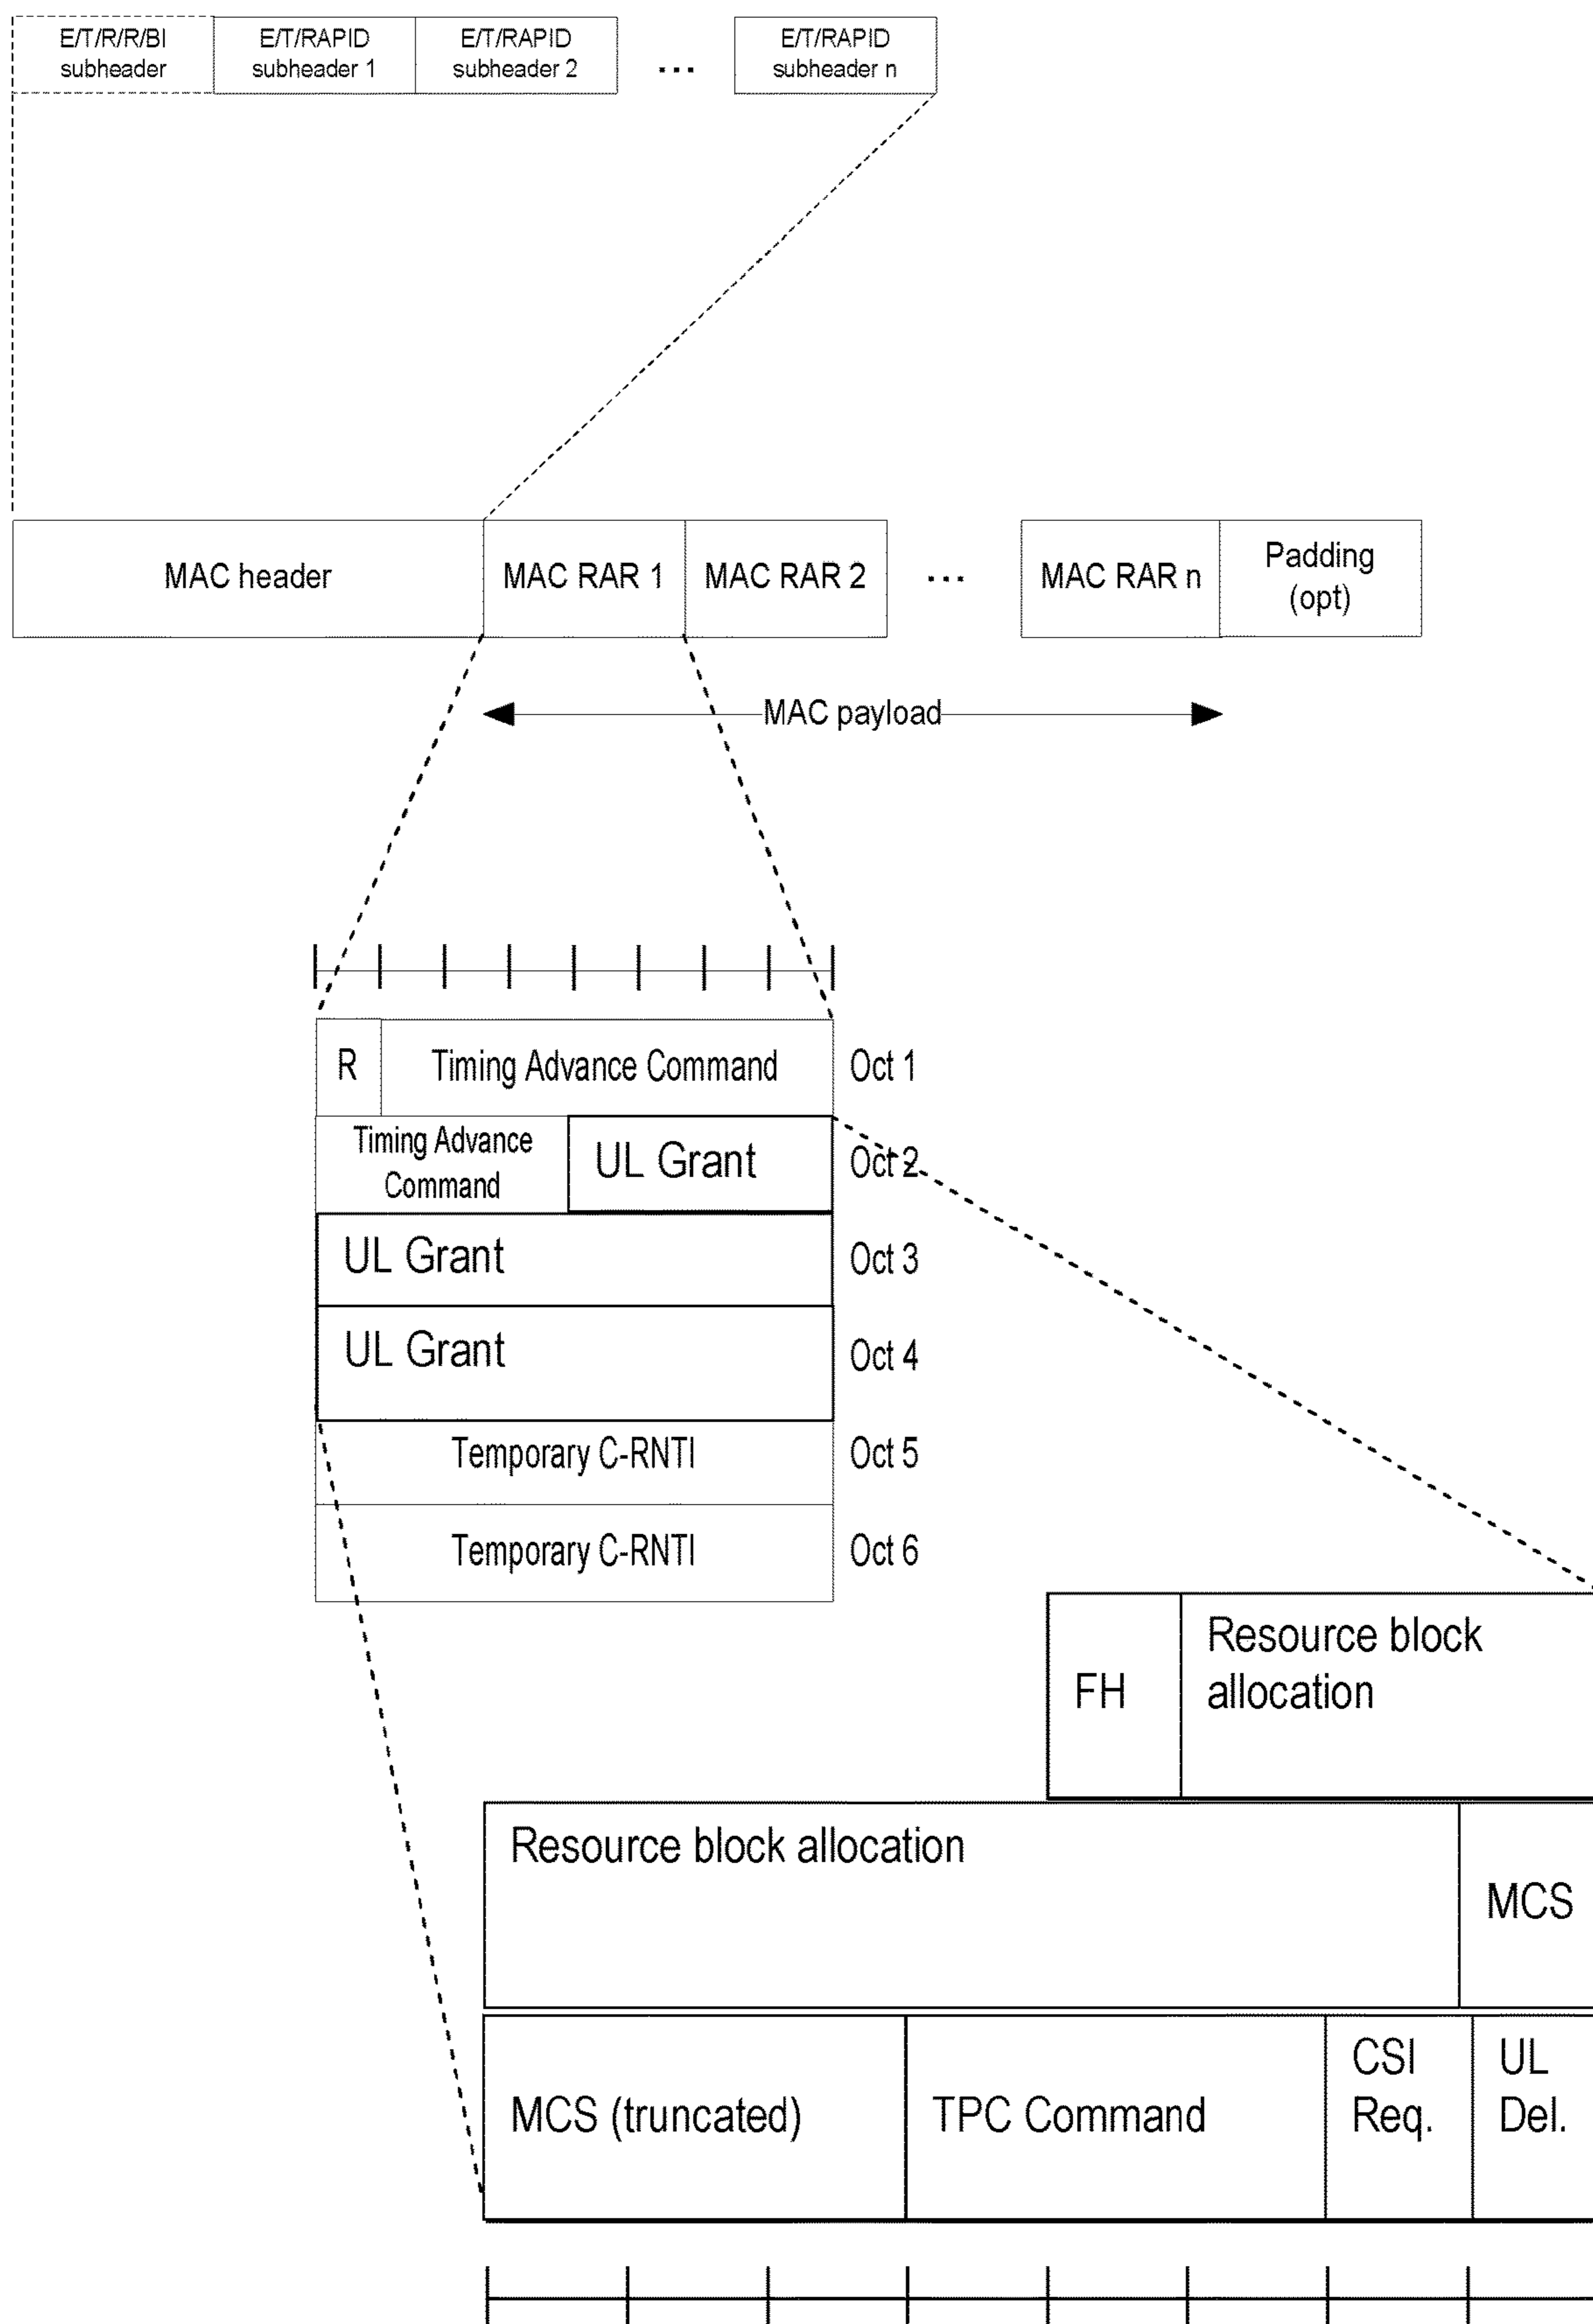 E/T/R/R/BI
subheader
E/T/RAPID
subheader 1
E/T/RAPID
subheader 2
...
E/T/RAPID
subheader n
MAC header
MAC RAR 1
MAC RAR 2
...
MAC RAR n
Padding
(opt)
MAC payload
R
Timing Advance Command
Oct 1
Timing Advance
Command
UL Grant
Oct 2
UL Grant
Oct 3
UL Grant
Oct 4
Temporary C-RNTI
Oct 5
Temporary C-RNTI
Oct 6
FH
Resource block
allocation
Resource block allocation
MCS
MCS (truncated)
TPC Command
CSI
Req.
UL
Del.